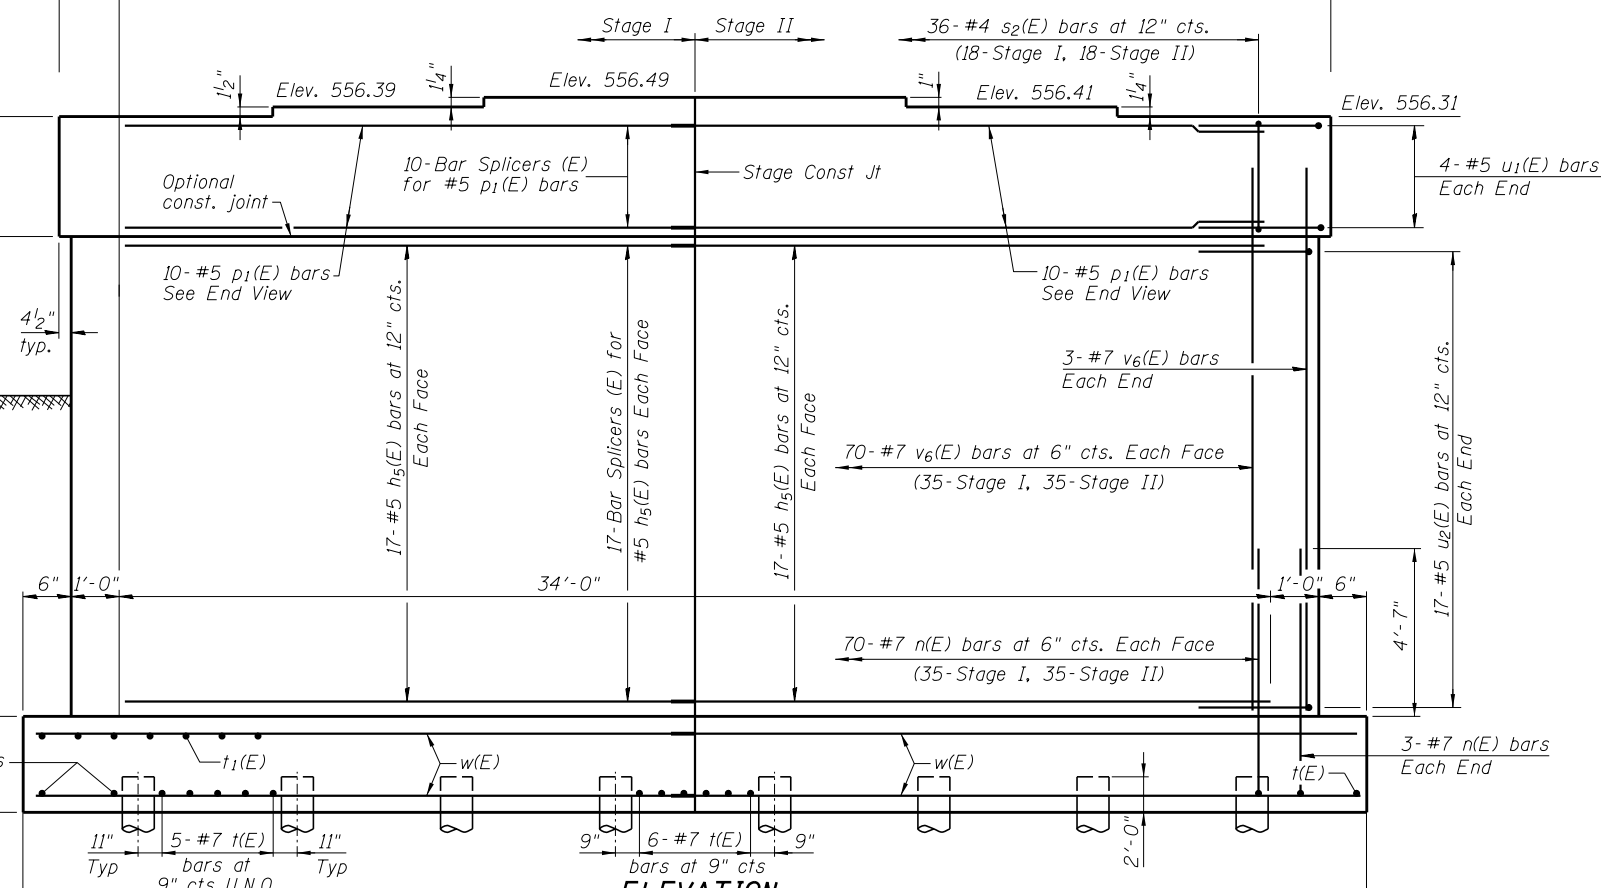 Stage I
Stage II
36-#4 s2(E) bars at 12" cts.
(18-Stage I, 18-Stage II)
1½"
Elev. 556.39
1¼"
Elev. 556.49
1"
Elev. 556.41
1¼"
Elev. 556.31
10-Bar Splicers (E)
for #5 p1(E) bars
Stage Const Jt
4-#5 u1(E) bars
Each End
Optional
const. joint
10-#5 p1(E) bars
See End View
10-#5 p1(E) bars
See End View
4½"
typ.
17-#5 h5(E) bars at 12" cts.
Each Face
17-Bar Splicers (E) for
#5 h5(E) bars Each Face
17-#5 h5(E) bars at 12" cts.
Each Face
3-#7 v6(E) bars
Each End
17-#5 u2(E) bars at 12" cts.
Each End
70-#7 v6(E) bars at 6" cts. Each Face
(35-Stage I, 35-Stage II)
6"
1'-0"
34'-0"
1'-0"
6"
4'-7"
70-#7 n(E) bars at 6" cts. Each Face
(35-Stage I, 35-Stage II)
3-#7 n(E) bars
Each End
t1(E)
w(E)
w(E)
t(E)
11"
Typ
5-#7 t(E)
bars at
9" cts U.N.O.
11"
Typ
9"
6-#7 t(E)
bars at 9" cts
9"
2'-0"
ELEVATION